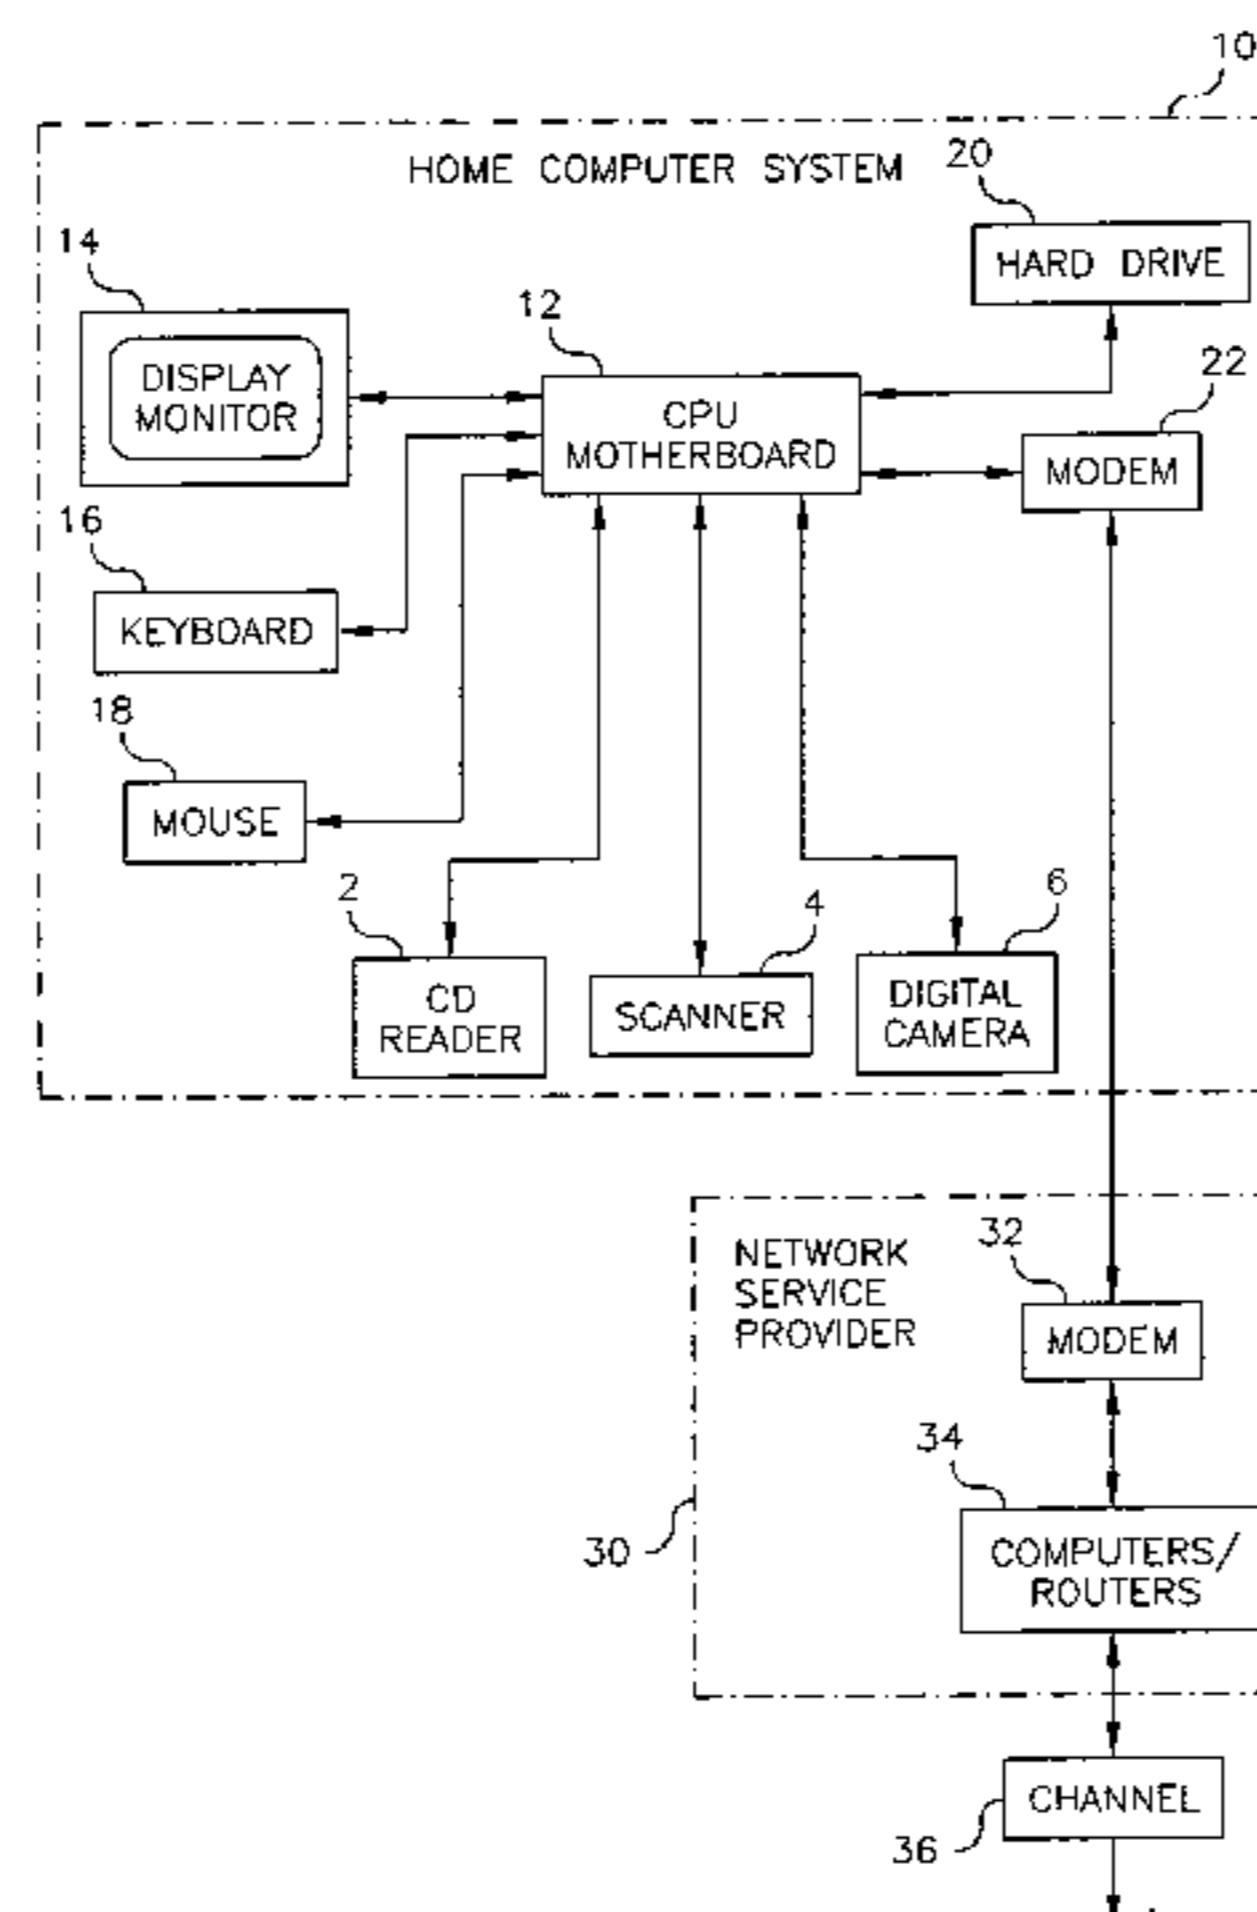 10
HOME COMPUTER SYSTEM
20
HARD DRIVE
14
DISPLAY
MONITOR
12
CPU
MOTHERBOARD
22
MODEM
16
KEYBOARD
18
MOUSE
2
CD
READER
4
SCANNER
6
DIGITAL
CAMERA
NETWORK
SERVICE
PROVIDER
32
MODEM
34
COMPUTERS/
ROUTERS
30
CHANNEL
36